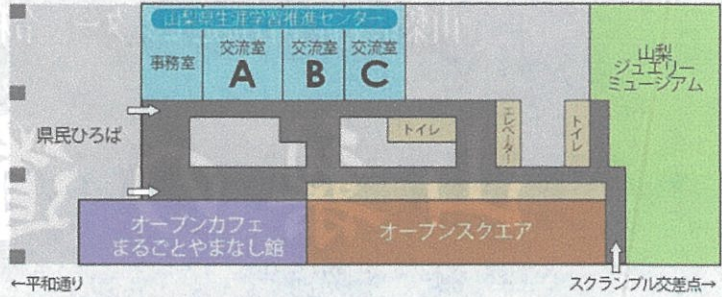 山梨県生涯学習推進センター
事務室
交流室
A
交流室
B
交流室
C
山梨
ジュエリー
ミュージアム
県民ひろば
トイレ
エレベーター
トイレ
オープンカフェ
まるごとやまなし館
オープンスクエア
←平和通り
スクランブル交差点→